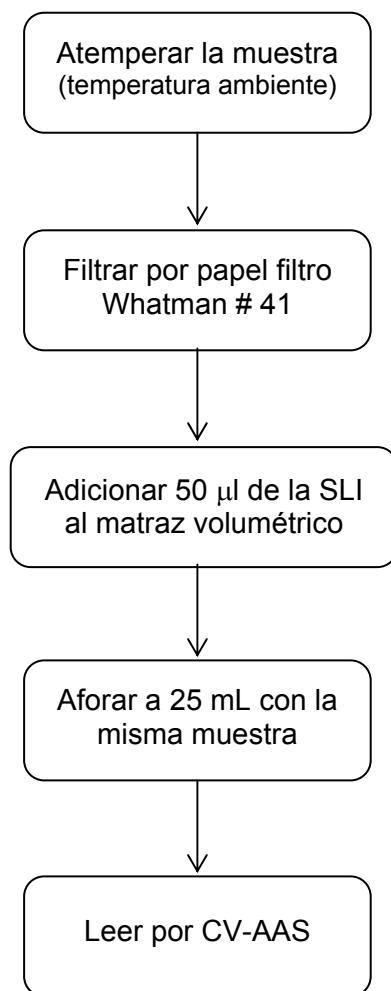 Atemperar la muestra
(temperatura ambiente)
Filtrar por papel filtro
Whatman # 41
Adicionar 50 μl de la SLI
al matraz volumétrico
Aforar a 25 mL con la
misma muestra
Leer por CV-AAS